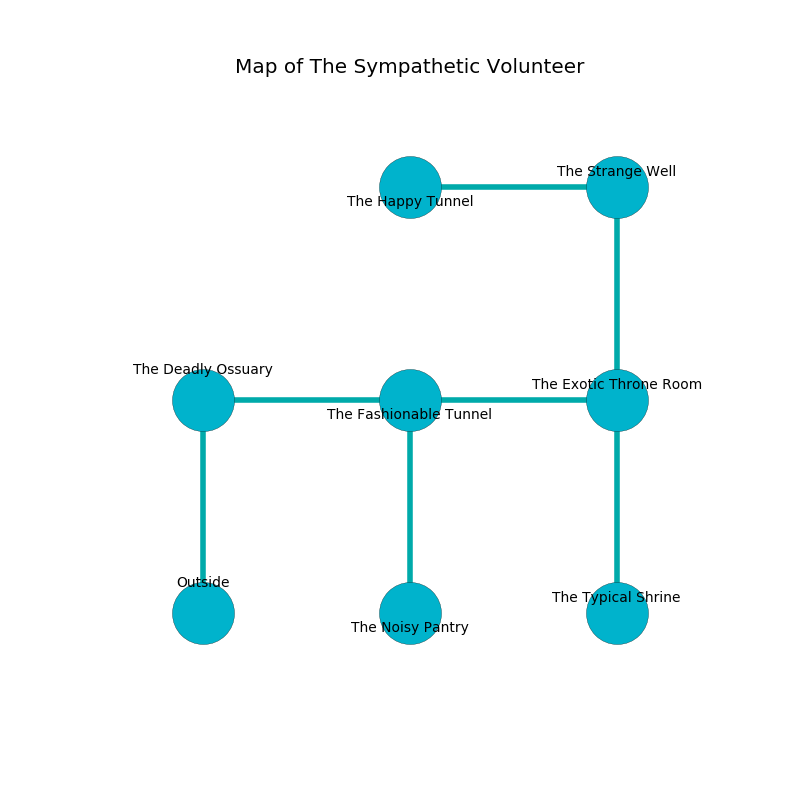 Map of The Sympathetic Volunteer
The Strange Well
The Happy Tunnel
The Deadly Ossuary
The Exotic Throne Room
The Fashionable Tunnel
Outside
The Typical Shrine
The Noisy Pantry